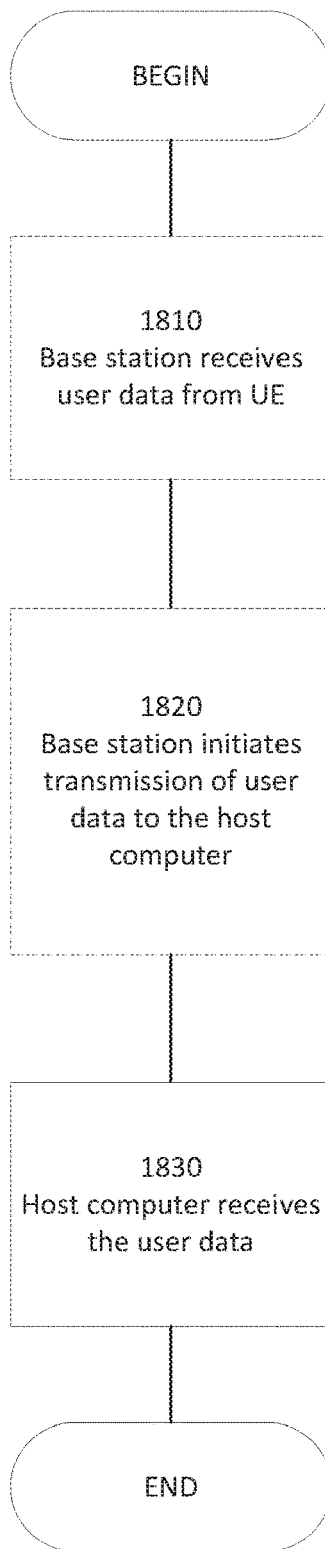 BEGIN
1810
Base station receives
user data from UE
1820
Base station initiates
transmission of user
data to the host
computer
1830
Host computer receives
the user data
END